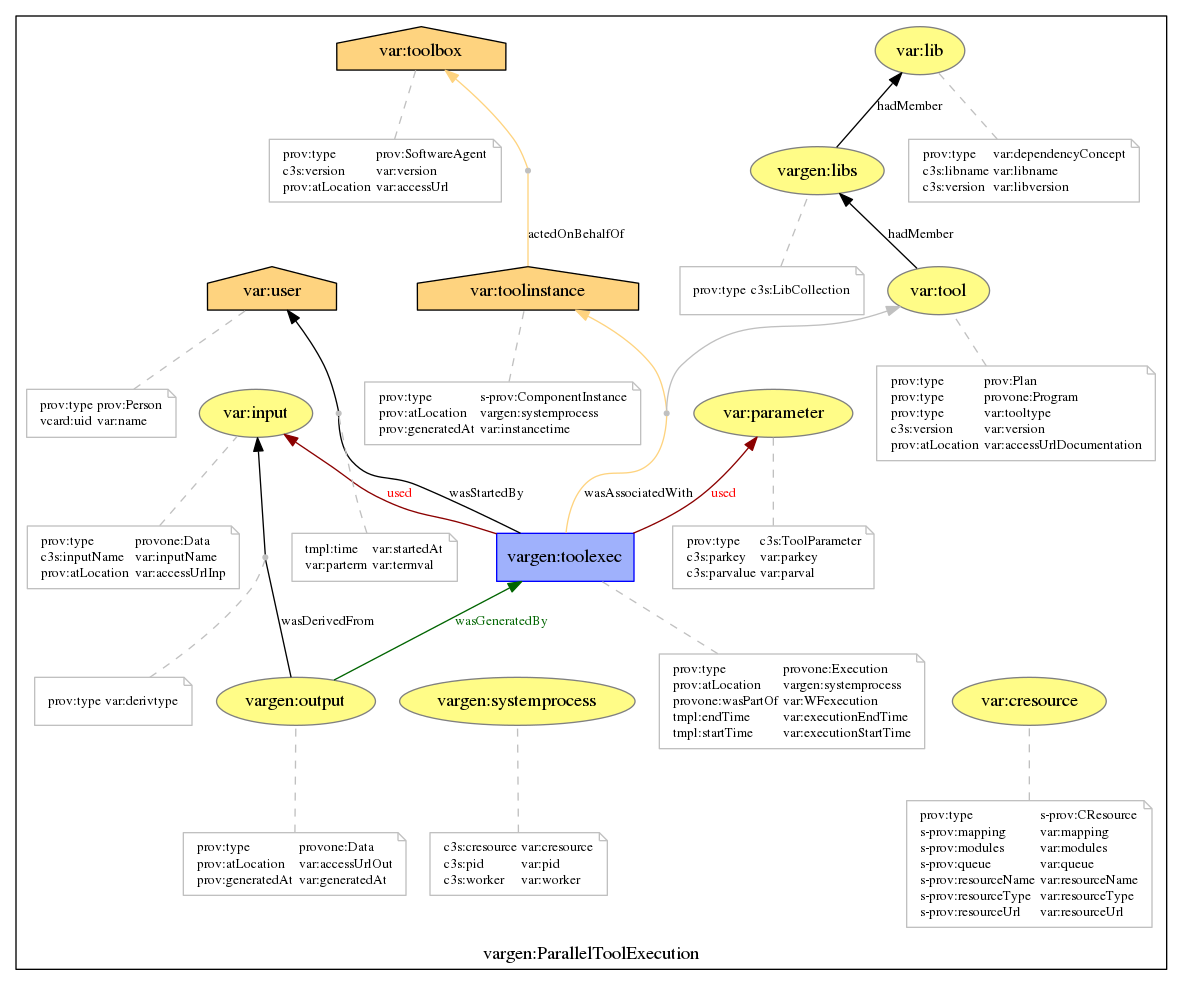 var:toolbox
var:lib
hadMember
prov:type prov:SoftwareAgent
c3s:version var:version
prov:atLocation var:accessUrl
prov:type var:dependencyConcept
c3s:libname var:libname
c3s:version var:libversion
vargen:libs
actedOnBehalfOf
hadMember
var:user
var:toolinstance
prov:type c3s:LibCollection
var:tool
prov:type prov:Person
vcard:uid var:name
var:input
prov:type s-prov:ComponentInstance
prov:atLocation vargen:systemprocess
prov:generatedAt var:instancetime
var:parameter
prov:type prov:Plan
prov:type provone:Program
prov:type var:tooltype
c3s:version var:version
prov:atLocation var:accessUrlDocumentation
used
wasStartedBy
wasAssociatedWith
used
prov:type provone:Data
c3s:inputName var:inputName
prov:atLocation var:accessUrlInp
tmpl:time var:startedAt
var:parterm var:termval
vargen:toolexec
prov:type c3s:ToolParameter
c3s:parkey var:parkey
c3s:parvalue var:parval
wasDerivedFrom
wasGeneratedBy
prov:type var:derivtype
vargen:output
vargen:systemprocess
prov:type provone:Execution
prov:atLocation vargen:systemprocess
provone:wasPartOf var:WFexecution
tmpl:endTime var:executionEndTime
tmpl:startTime var:executionStartTime
var:cresource
prov:type provone:Data
prov:atLocation var:accessUrlOut
prov:generatedAt var:generatedAt
c3s:cresource var:cresource
c3s:pid var:pid
c3s:worker var:worker
prov:type s-prov:CResource
s-prov:mapping var:mapping
s-prov:modules var:modules
s-prov:queue var:queue
s-prov:resourceName var:resourceName
s-prov:resourceType var:resourceType
s-prov:resourceUrl var:resourceUrl
vargen:ParallelToolExecution